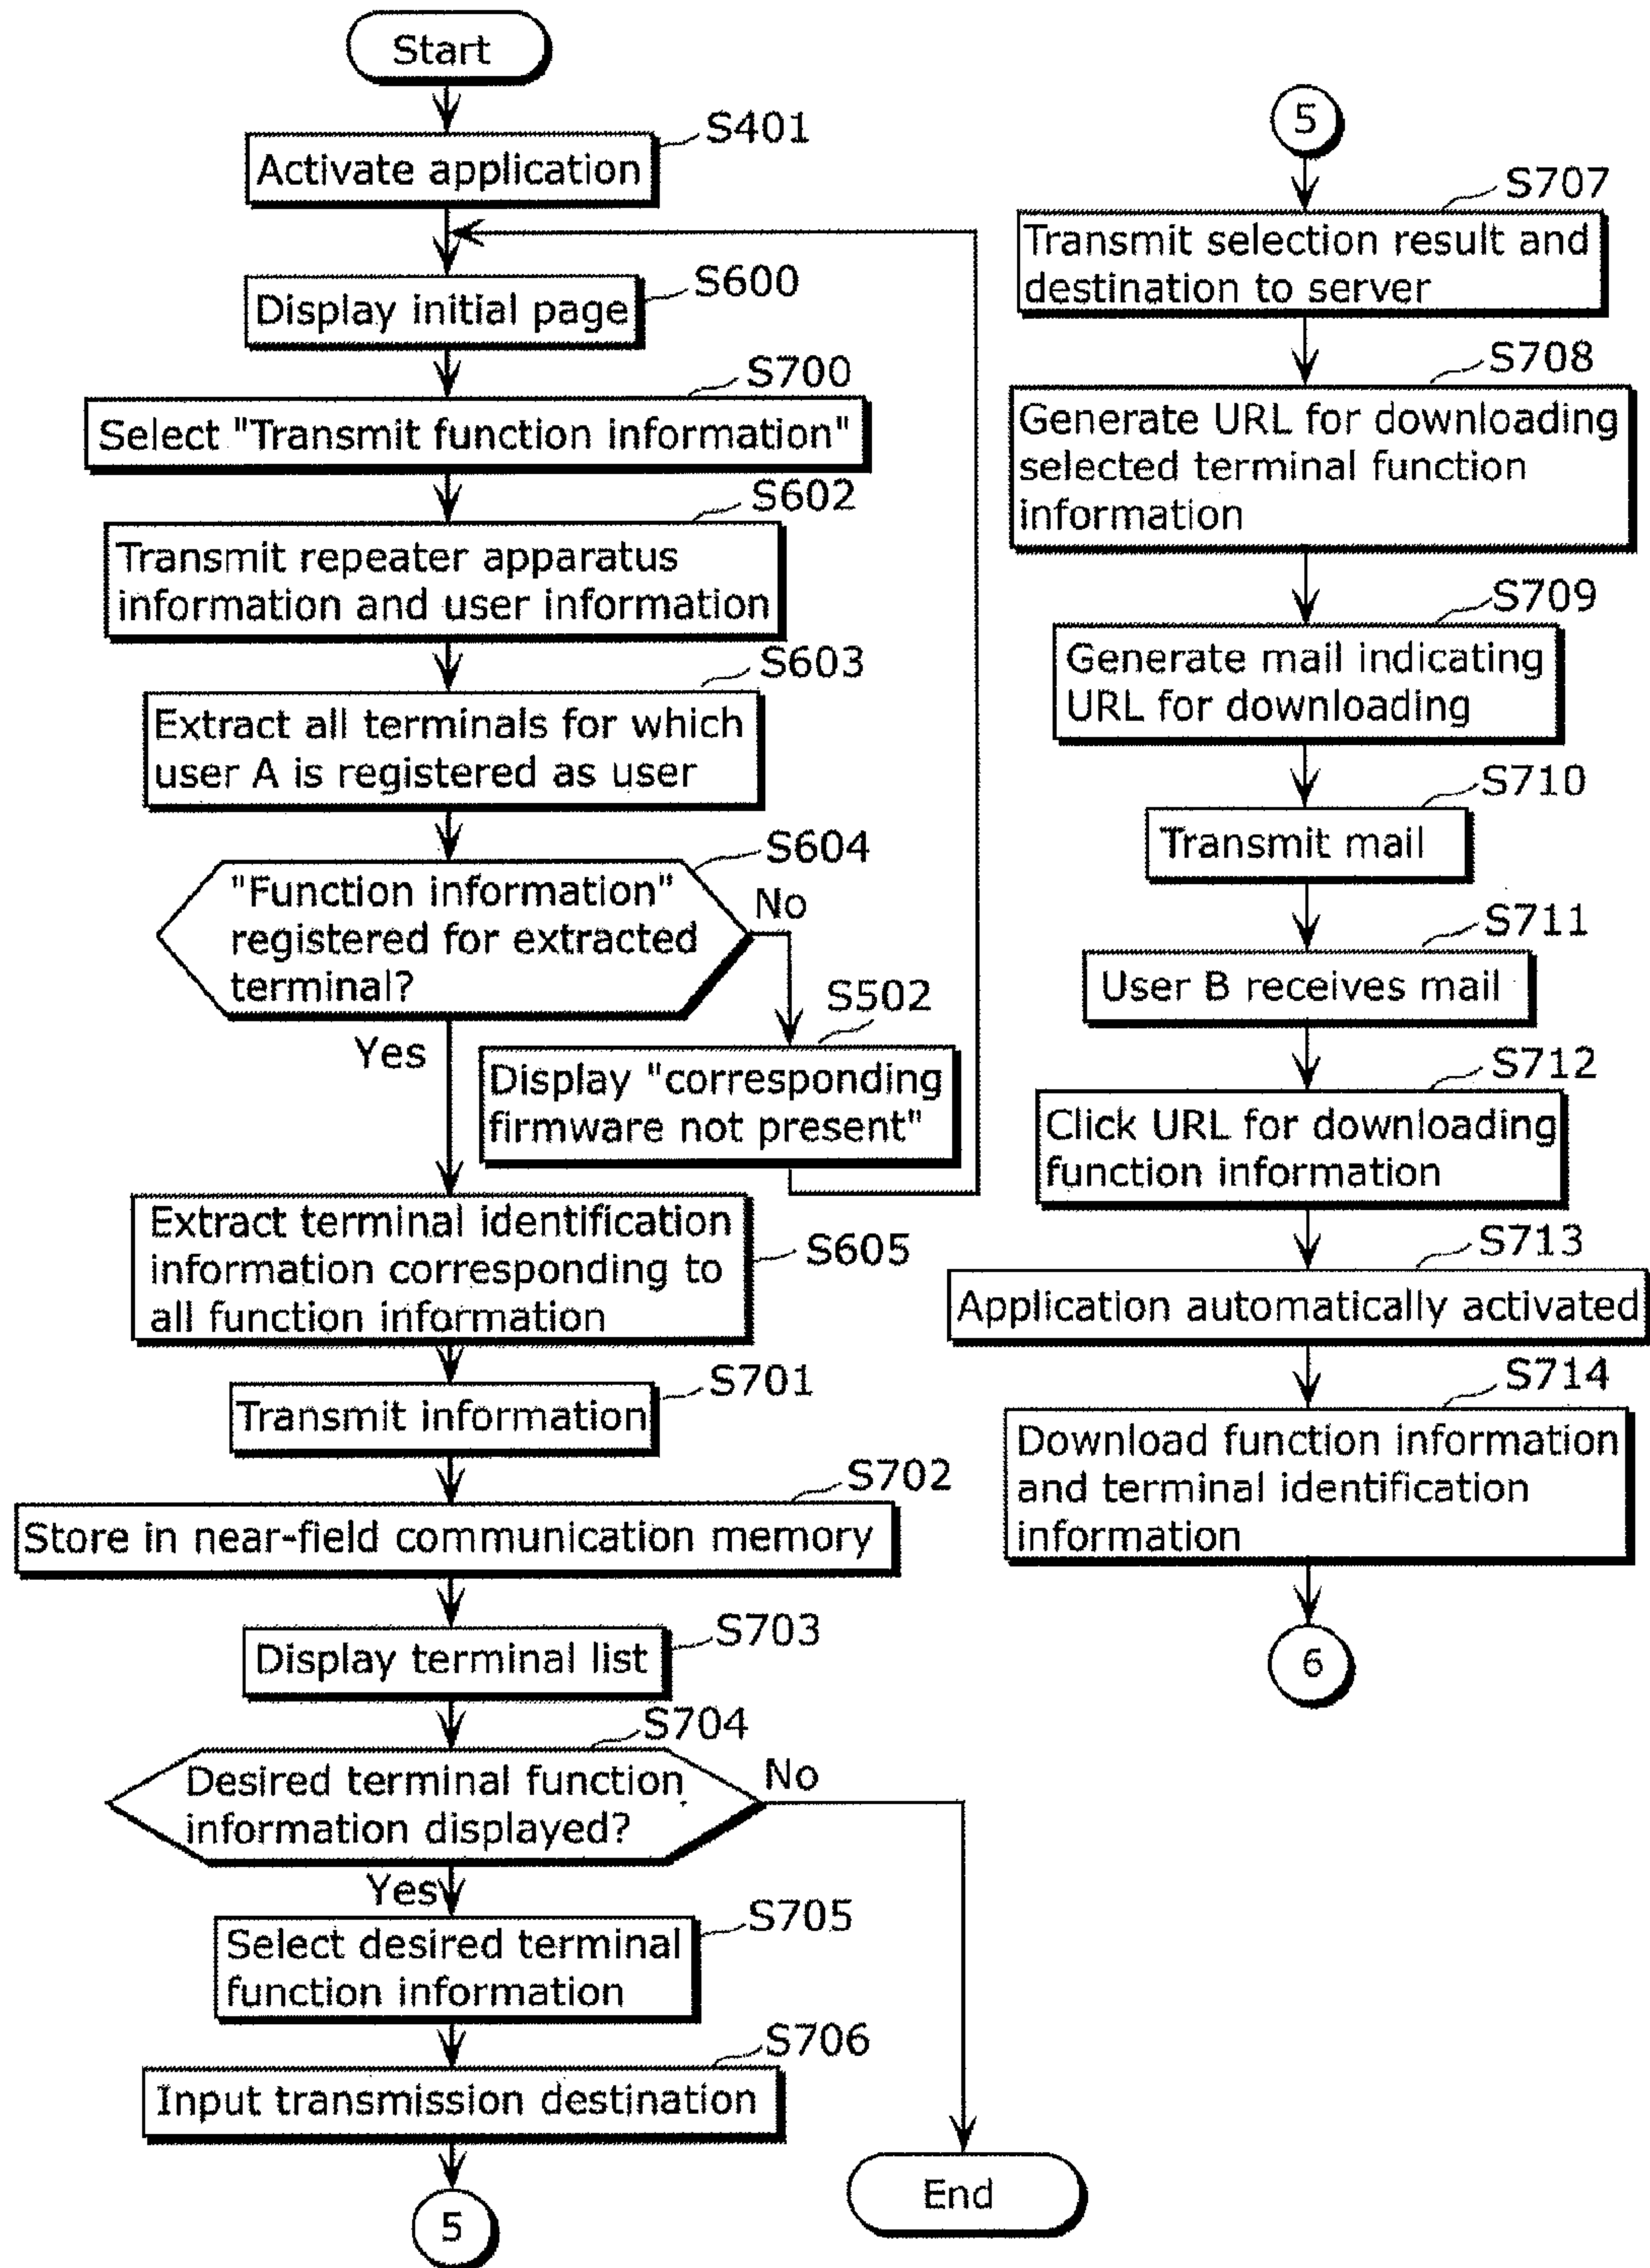 Start
S401
Activate application
S600
Display initial page
S700
Select "Transmit function information"
S602
Transmit repeater apparatus
information and user information
S603
Extract all terminals for which
user A is registered as user
S604
"Function information"
registered for extracted
terminal?
No
Yes
S502
Display "corresponding
firmware not present"
Extract terminal identification
information corresponding to
all function information
S605
S701
Transmit information
S702
Store in near-field communication memory
S703
Display terminal list
S704
Desired terminal function
information displayed?
No
Yes
S705
Select desired terminal
function information
S706
Input transmission destination
5
End
5
S707
Transmit selection result and
destination to server
S708
Generate URL for downloading
selected terminal function
information
S709
Generate mail indicating
URL for downloading
S710
Transmit mail
S711
User B receives mail
S712
Click URL for downloading
function information
S713
Application automatically activated
S714
Download function information
and terminal identification
information
6